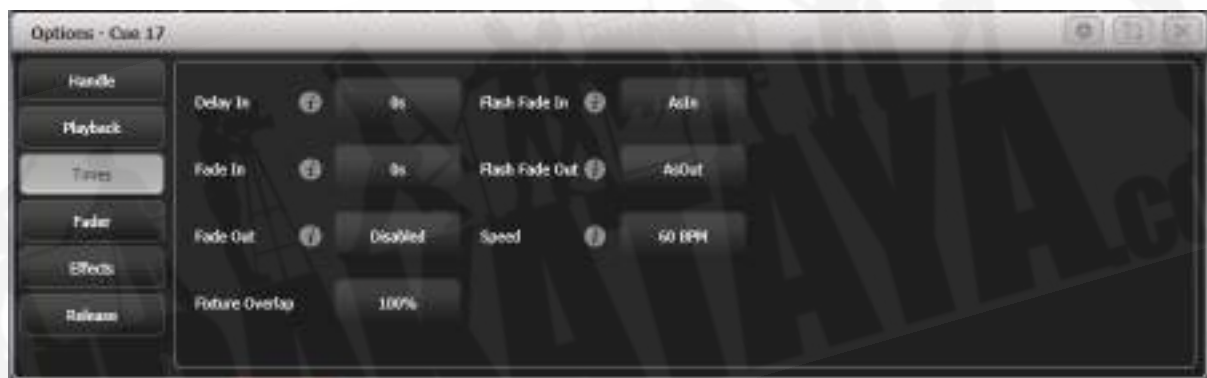 Options - Cue 17
Handle
Playback
Times
Fader
Effects
Release
Delay In 0s Flash Fade In AsIn
Fade In 0s Flash Fade Out AsOut
Fade Out Disabled Speed 60 BPM
Fixture Overlap 100%